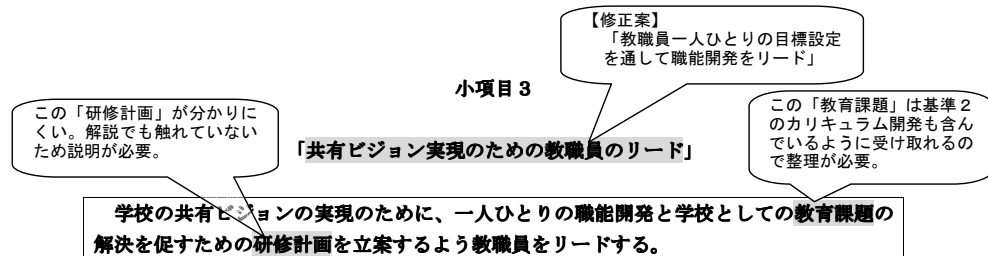 【修正案】
「教職員一人ひとりの目標設定
を通して職能開発をリード」
小項目3
この「研修計画」が分かりに
くい。解説でも触れていない
ため説明が必要。
この「教育課題」は基準２
のカリキュラム開発も含ん
でいるように受け取れるの
で整理が必要。
「共有ビジョン実現のための教職員のリード」
学校の共有ビジョンの実現のために、一人ひとりの職能開発と学校としての教育課題の
解決を促すための研修計画を立案するよう教職員をリードする。